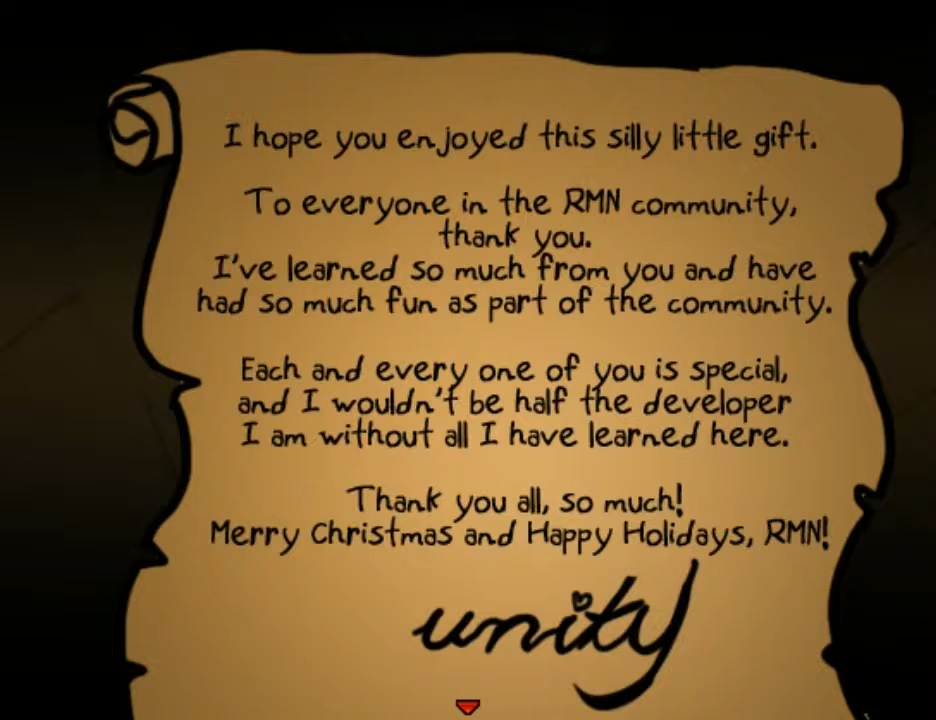 I hope you enjoyed this silly little gift.
To everyone in the RMN community,
thank you.
I've learned so much from you and have
had so much fun as part of the community.
Each and every one of you is special,
and I wouldn't be half the developer
I am without all I have learned here.
Thank you all, so much!
Merry Christmas and Happy Holidays, RMN!
unity